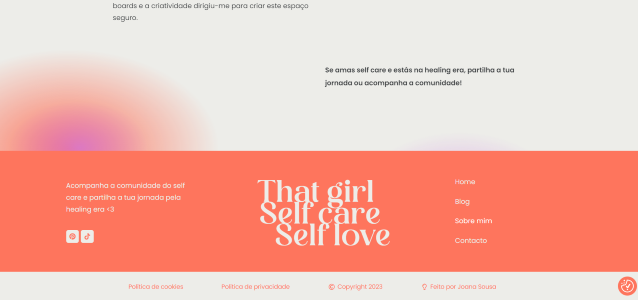 boards e a criatividade dirigiu-me para criar este espaço
seguro.
Se amas self care e estás na healing era, partilha a tua
jornada ou acompanha a comunidade!
Acompanha a comunidade da self
care e partilha a tua jornada pela
healing era <3
That girl
Self care
Self love
Home
Blog
Sobre mim
Contacto
Política de cookies
Política de privacidade
© Copyright 2023
Feito por Joana Sousa